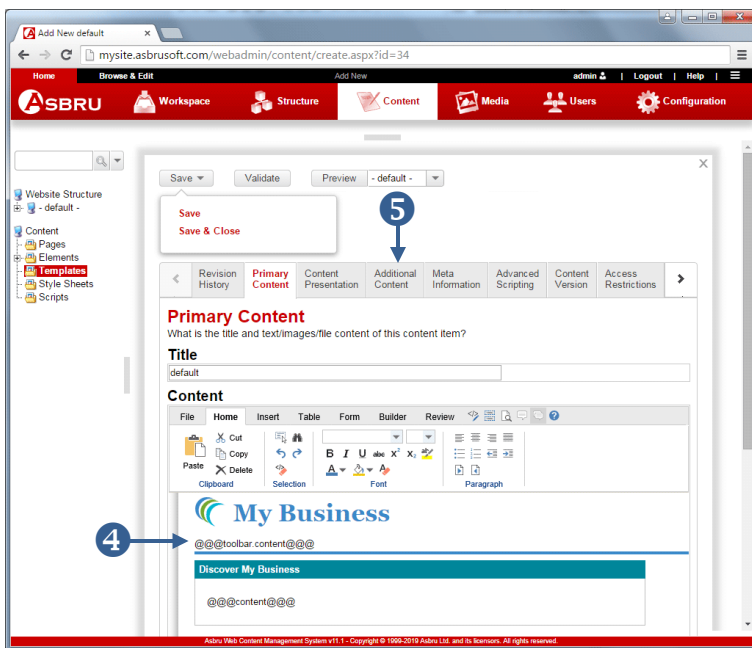 Add New default
mysite.asbrusoft.com/webadmin/content/create.aspx?id=34
Home Browse & Edit Add New admin | Logout | Help |
ASBRU Workspace Structure Content Media Users Configuration
Save Validate Preview - default -
Save
Save & Close
5
Website Structure
- default -
Content
Pages
Elements
Templates
Style Sheets
Scripts
Revision History Primary Content Content Presentation Additional Content Meta Information Advanced Scripting Content Version Access Restrictions
Primary Content
What is the title and text/images/file content of this content item?
Title
default
Content
File Home Insert Table Form Builder Review
Paste Cut Copy Delete
B I U abc X² X₂ ab
A A
Clipboard Selection Font Paragraph
My Business
4
@@@toolbar.content@@@
Discover My Business
@@@content@@@
Asbru Web Content Management System v11.1 - Copyright © 1999-2019 Asbru Ltd. and its licensors. All rights reserved.